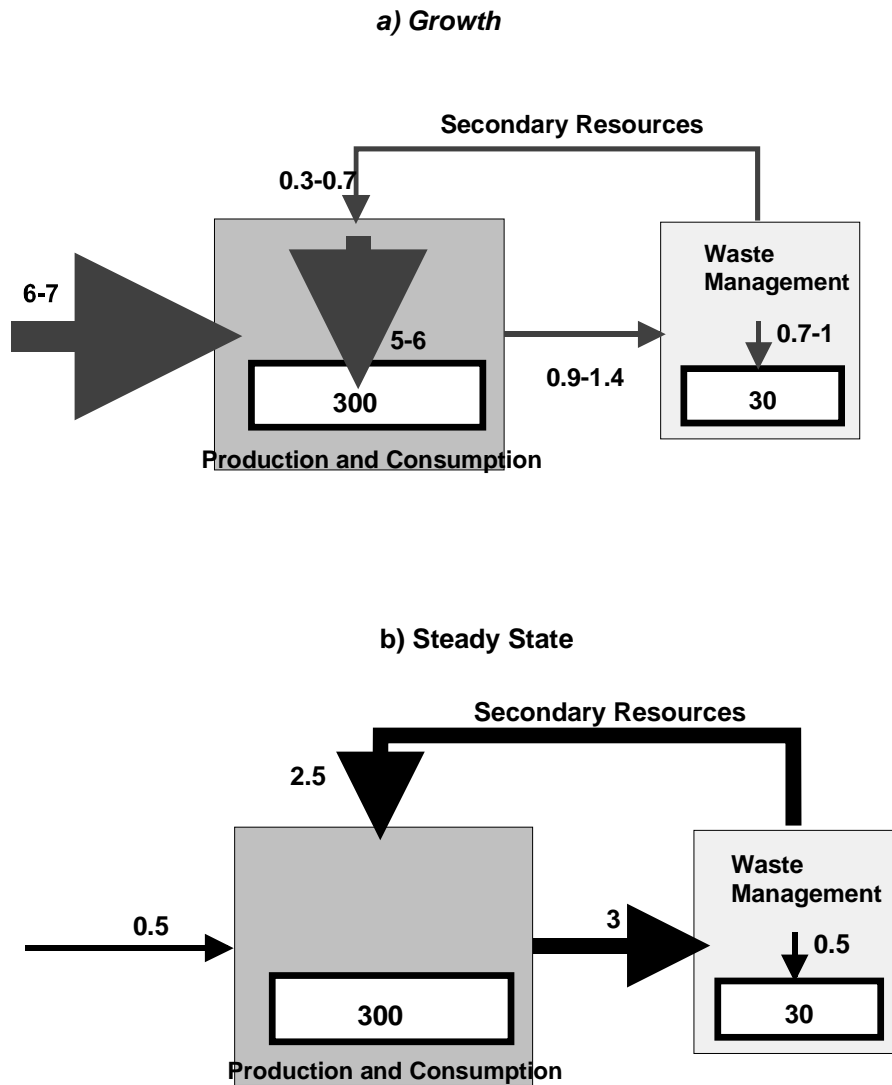 a) Growth
Secondary Resources
0.3-0.7
Waste
Management
6-7
0.7-1
5-6
0.9-1.4
300
30
Production and Consumption
b) Steady State
Secondary Resources
2.5
Waste
Management
0.5
3
0.5
300
30
Production and Consumption